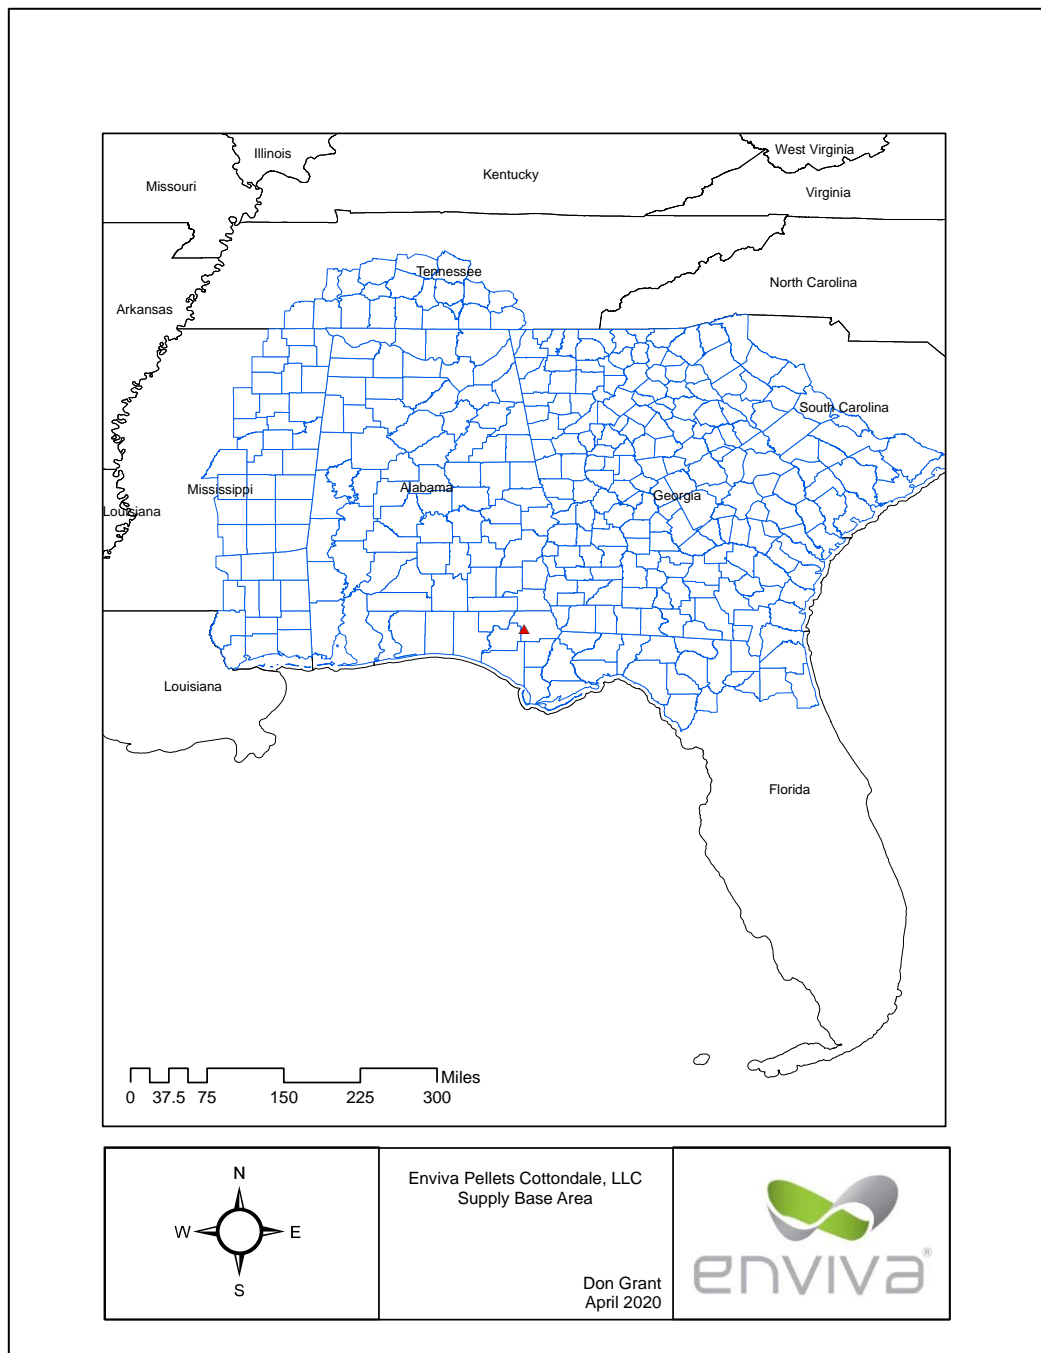 Illinois
West Virginia
Missouri
Kentucky
Virginia
Tennessee
North Carolina
Arkansas
South Carolina
Mississippi
Alabama
Georgia
Louisiana
Louisiana
Florida
Miles
0 37.5 75 150 225 300
N
W E
S
Enviva Pellets Cottondale, LLC
Supply Base Area
Don Grant
April 2020
enviva®